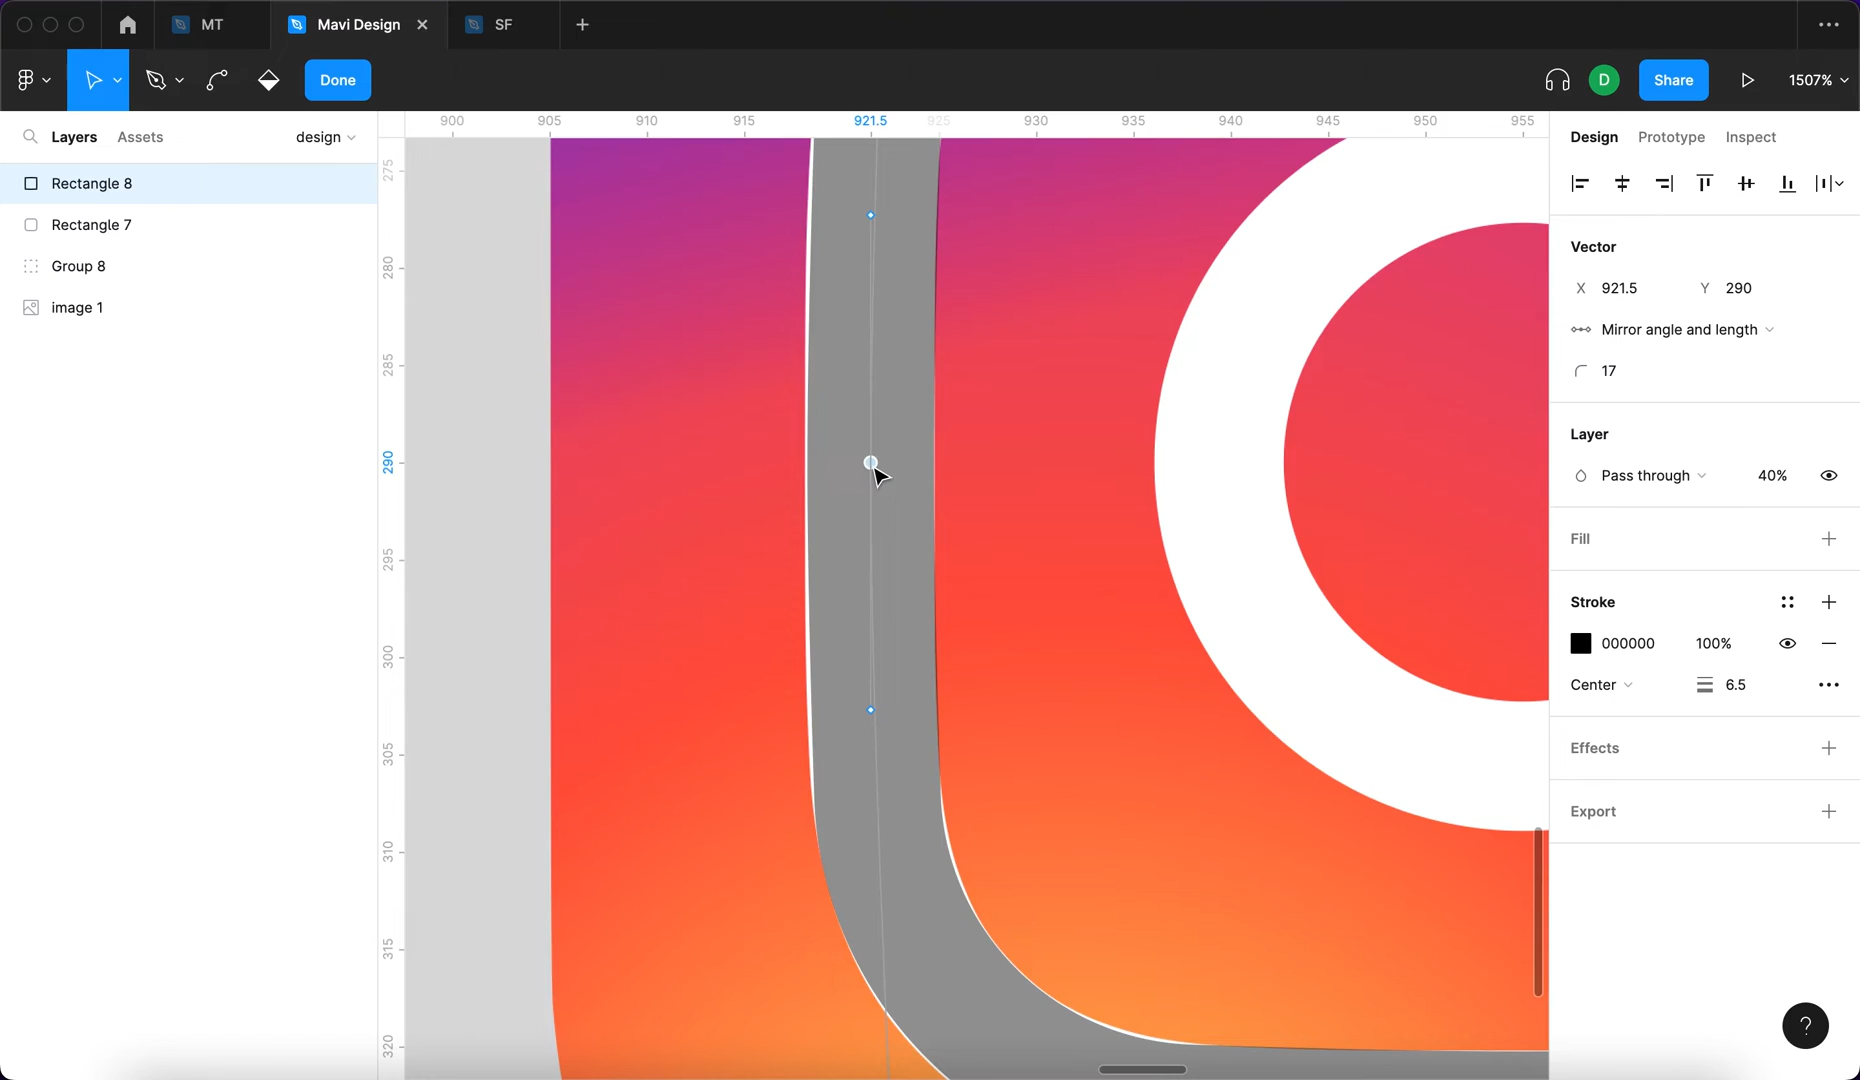 MT
Mavi Design
SF
Done
D
Share
1507%
Layers
Assets
design
Rectangle 8
Rectangle 7
Group 8
image 1
900
905
910
915
921.5
925
930
935
940
945
950
955
275
280
285
290
295
300
305
310
315
320
Design
Prototype
Inspect
Vector
X 921.5
Y 290
Mirror angle and length
17
Layer
Pass through
40%
Fill
Stroke
000000
100%
Center
6.5
Effects
Export
?